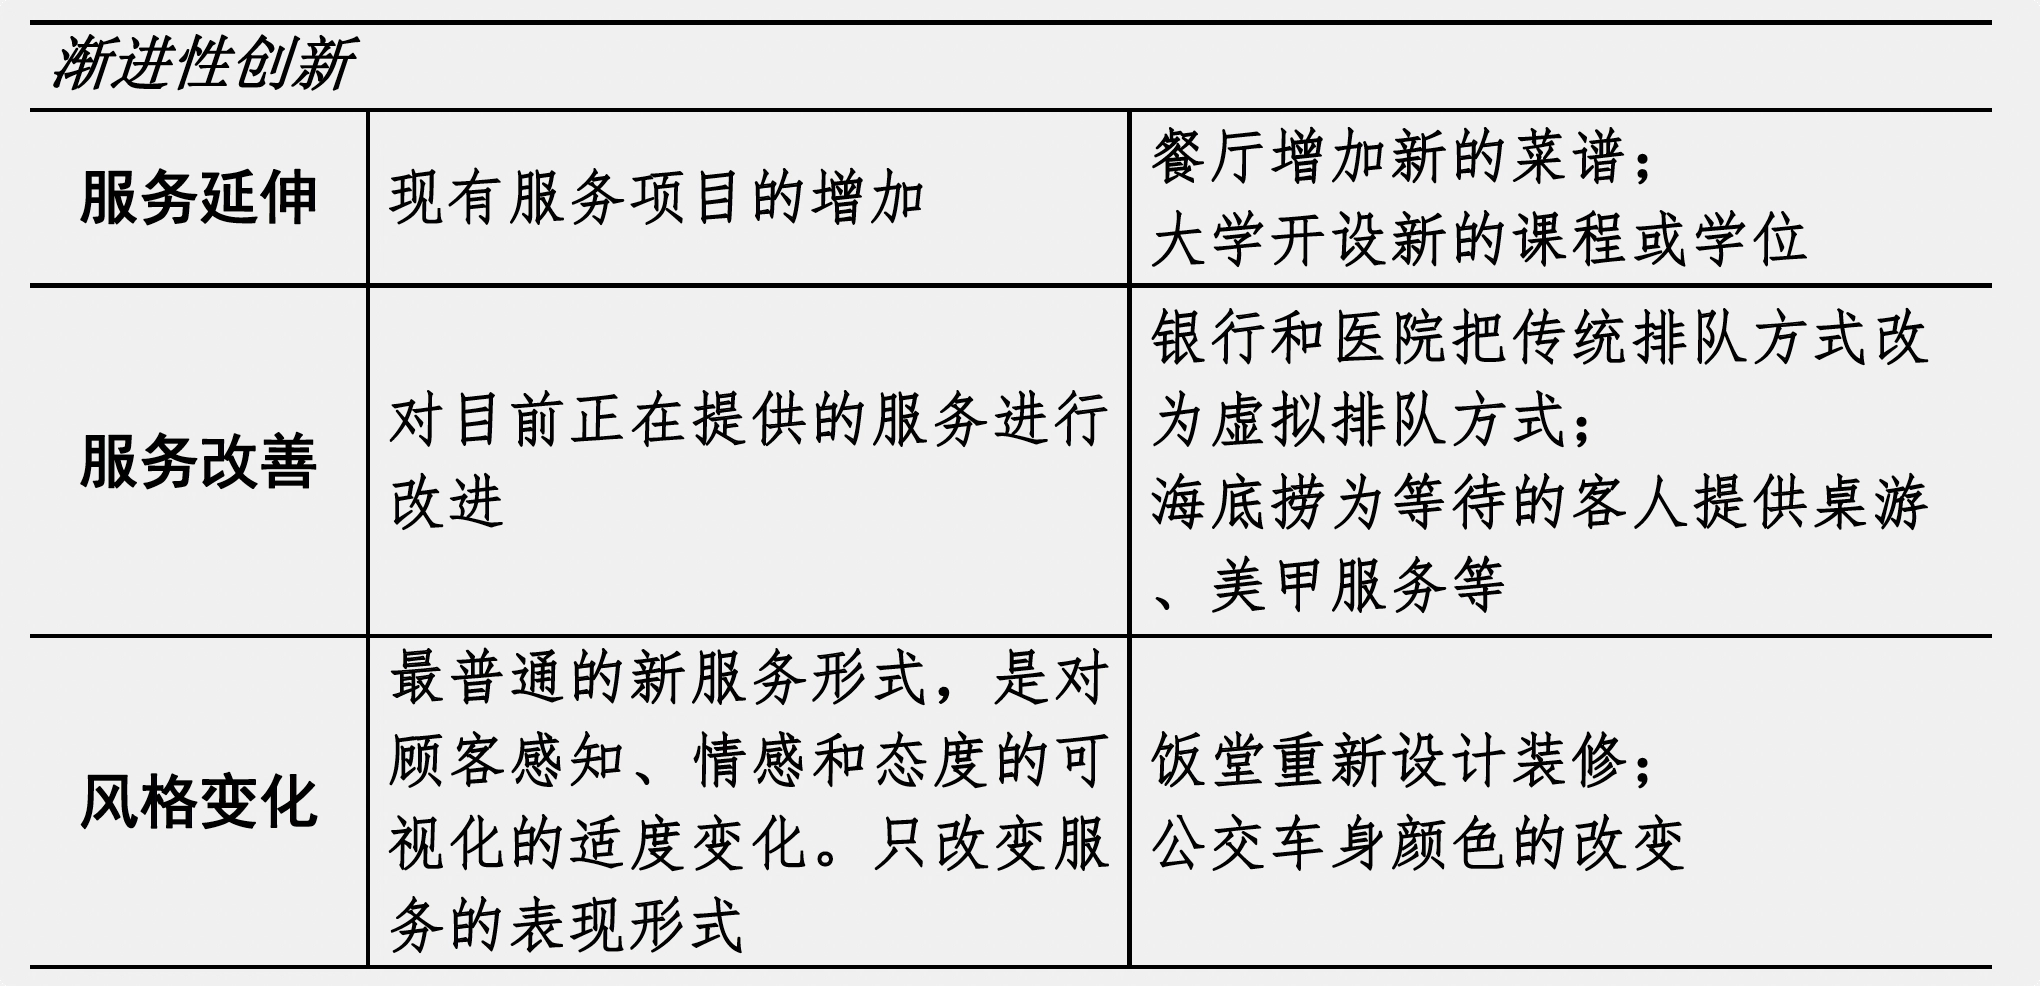 渐进性创新
服务延伸
现有服务项目的增加
餐厅增加新的菜谱；
大学开设新的课程或学位
服务改善
对目前正在提供的服务进行
改进
银行和医院把传统排队方式改
为虚拟排队方式；
海底捞为等待的客人提供桌游
、美甲服务等
风格变化
最普通的新服务形式，是对
顾客感知、情感和态度的可
视化的适度变化。只改变服
务的表现形式
饭堂重新设计装修；
公交车身颜色的改变